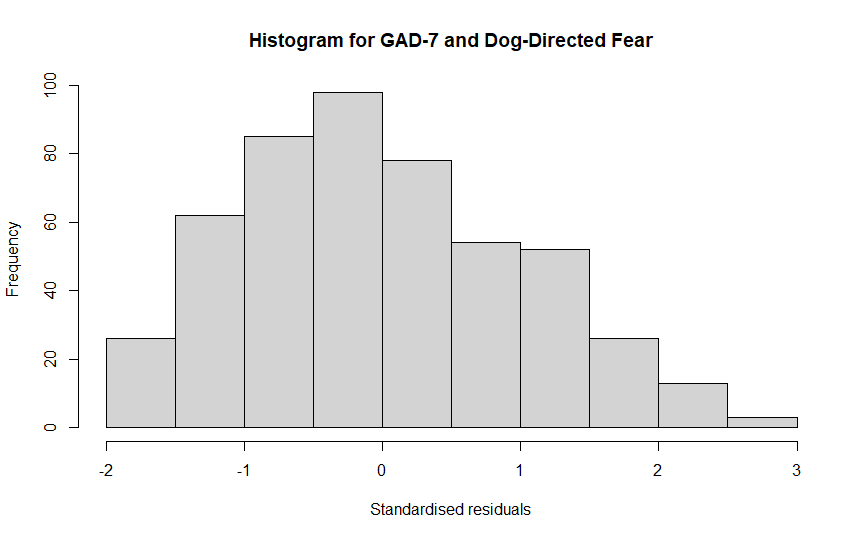 Histogram for GAD-7 and Dog-Directed Fear
Frequency
100
80
60
40
20
0
-2 -1 0 1 2 3
Standardised residuals